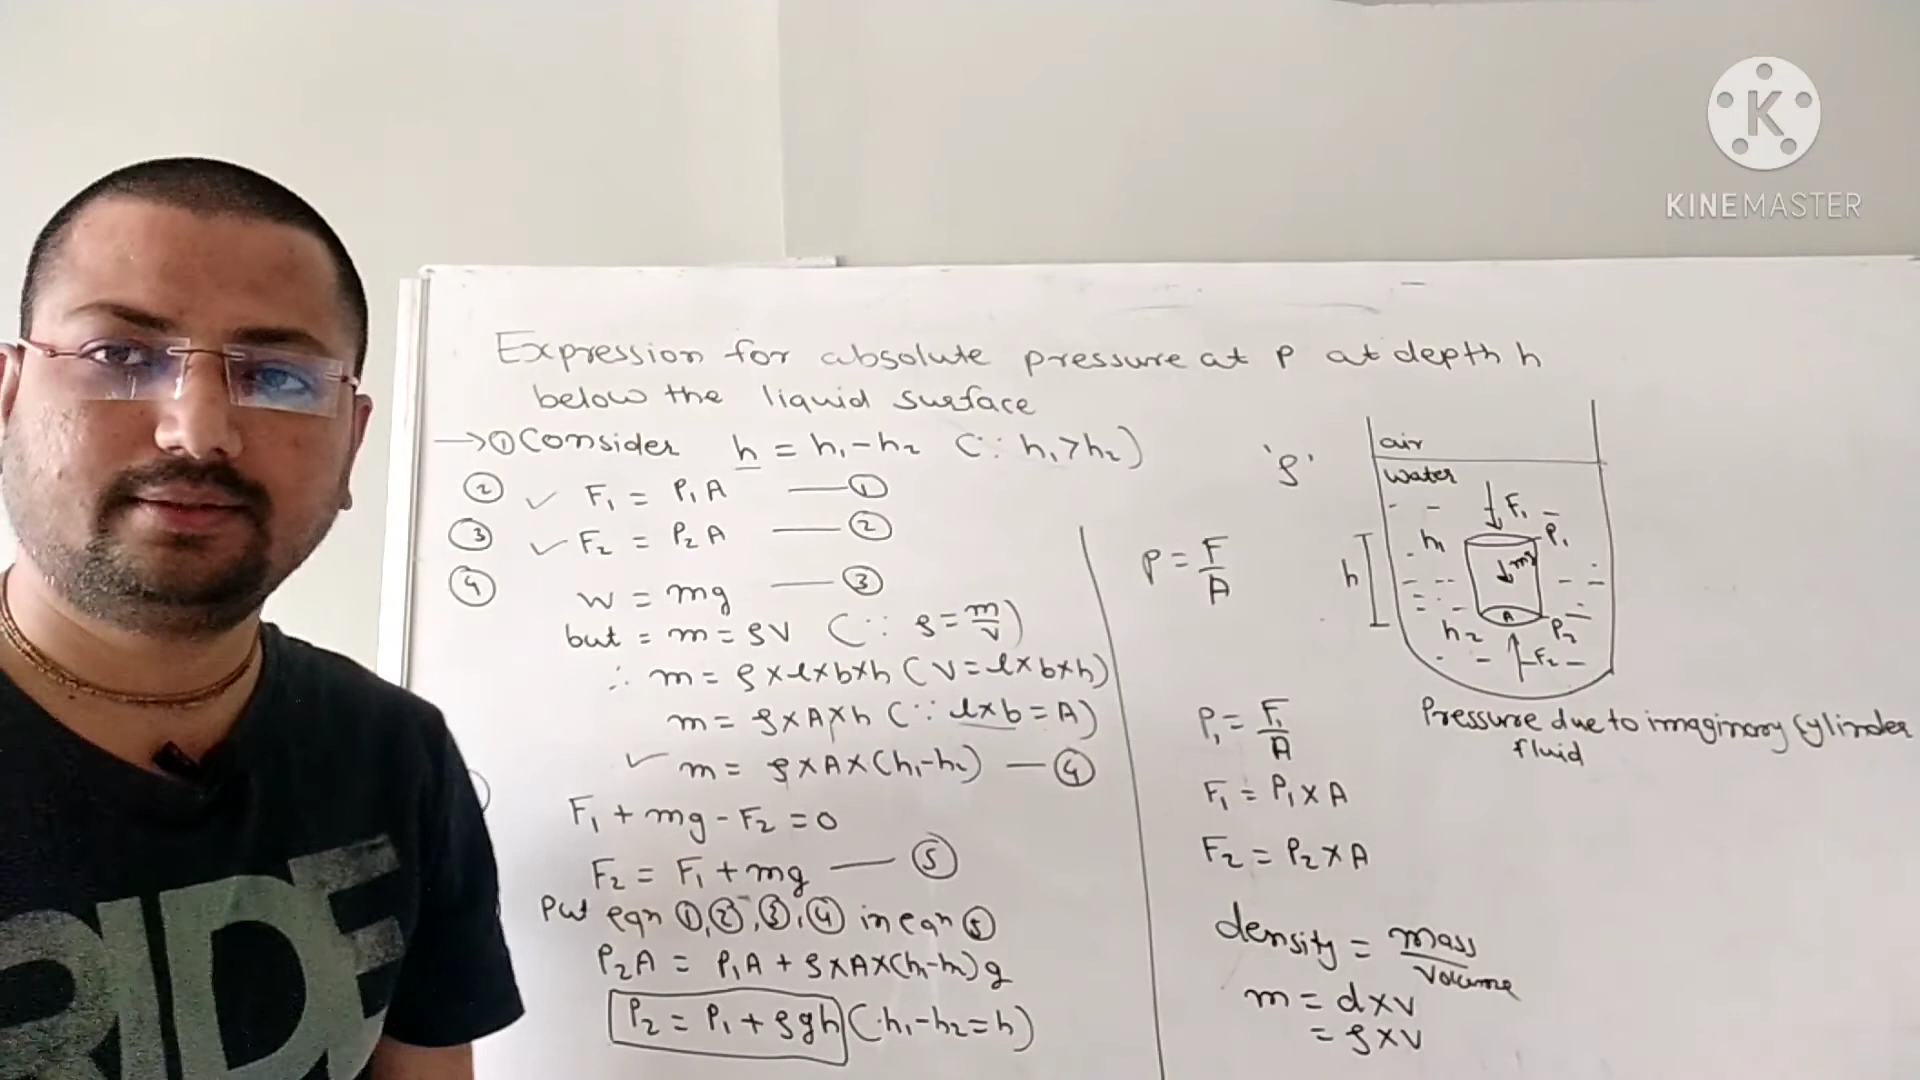 K
KINEMASTER
Expression for absolute pressure at P at depth h
below the liquid surface
→ ① Consider h = h₁-h₂ (∵ h₁>h₂)
② ✓ F₁ = P₁A —①
③ ✓ F₂ = P₂A —②
④ w = mg —③
but = m = ρV (∵ ρ = m/V)
∴ m = ρ×l×b×h (V=l×b×h)
m = ρ×A×h (∵ l×b=A)
✓ m = ρ×A×(h₁-h₂) —④
F₁+mg-F₂=0
F₂ = F₁+mg —⑤
Put eqn ①,②,③,④ in eqn ⑤
P₂A = P₁A + ρ×A×(h₁-h₂)g
P₂ = P₁+ρgh (∵h₁-h₂=h)
'ρ'
P = F/A
P₁ = F₁/A
F₁ = P₁×A
F₂ = P₂×A
density = mass/Volume
m = d×V
= ρ×V
air
water
F₁
h₁
P₁
h
mg
A
h₂
P₂
F₂
Pressure due to imaginary Cylinder
fluid
RIDE